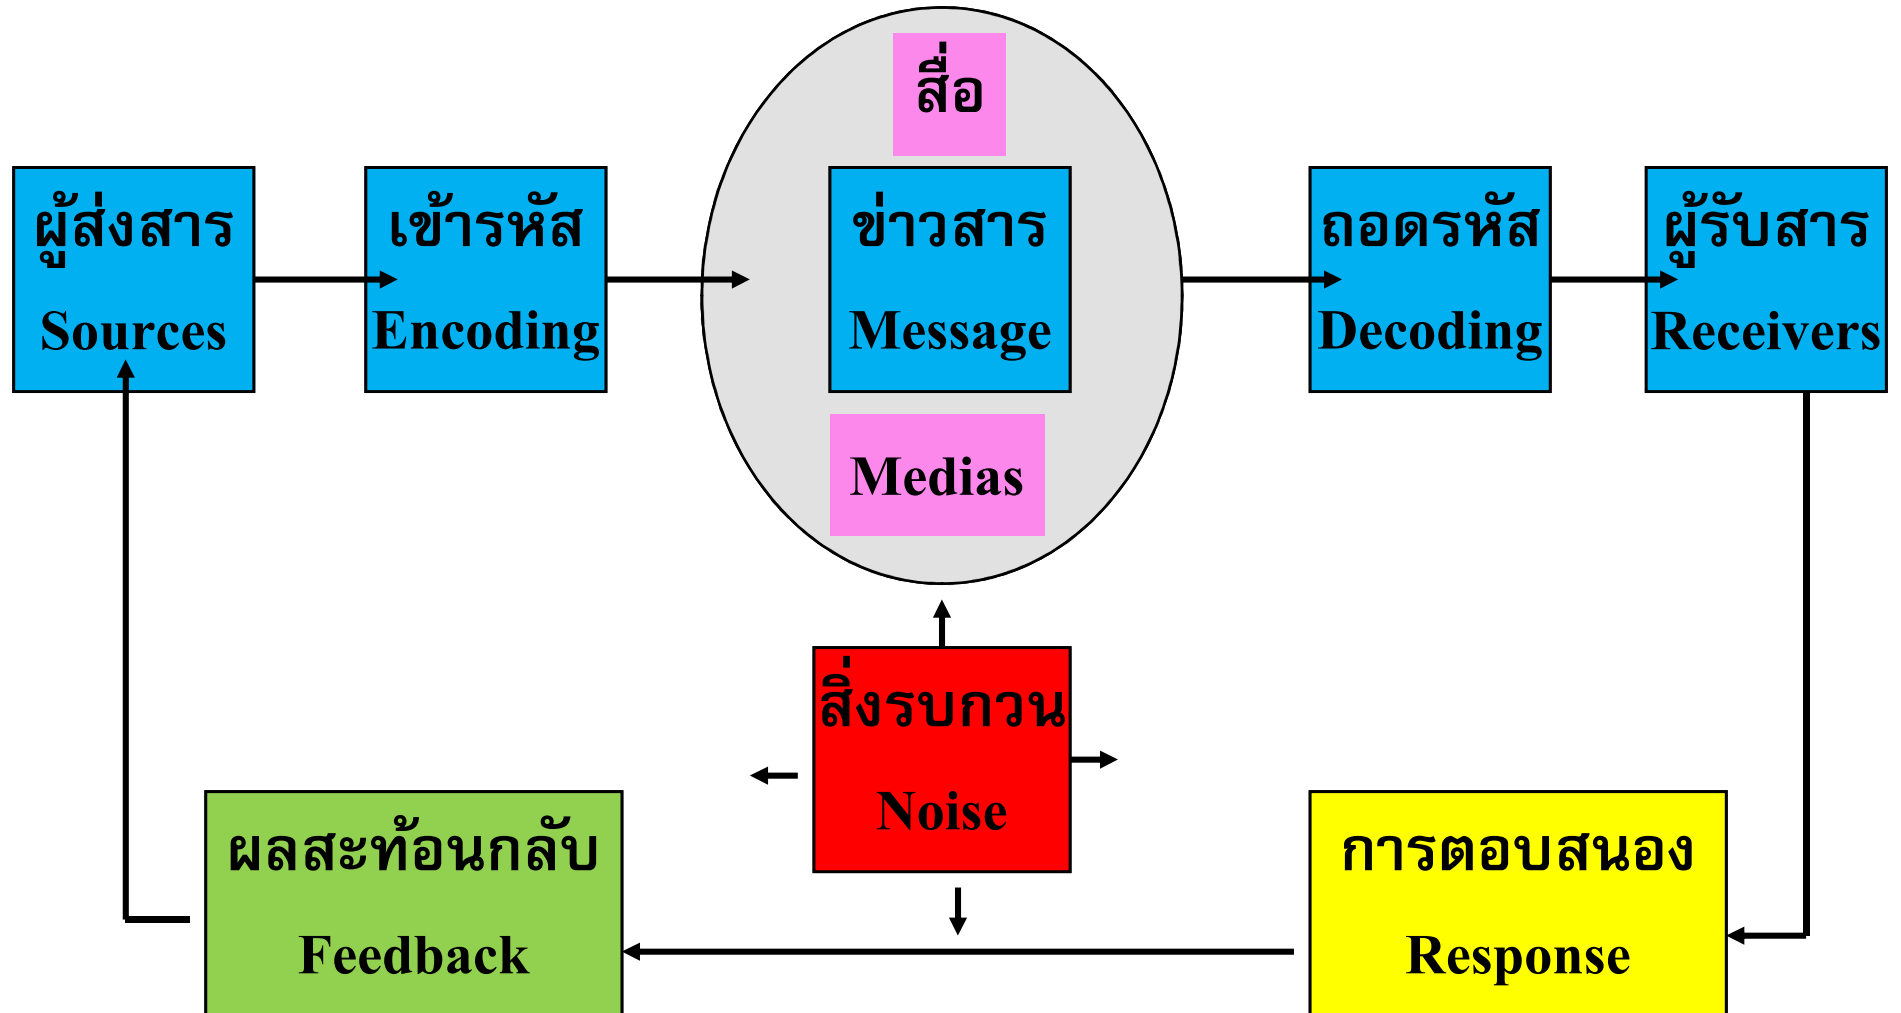 สื่อ
ผู้ส่งสาร
Sources
เข้ารหัส
Encoding
ข่าวสาร
Message
Medias
ถอดรหัส
Decoding
ผู้รับสาร
Receivers
สิ่งรบกวน
Noise
ผลสะท้อนกลับ
Feedback
การตอบสนอง
Response